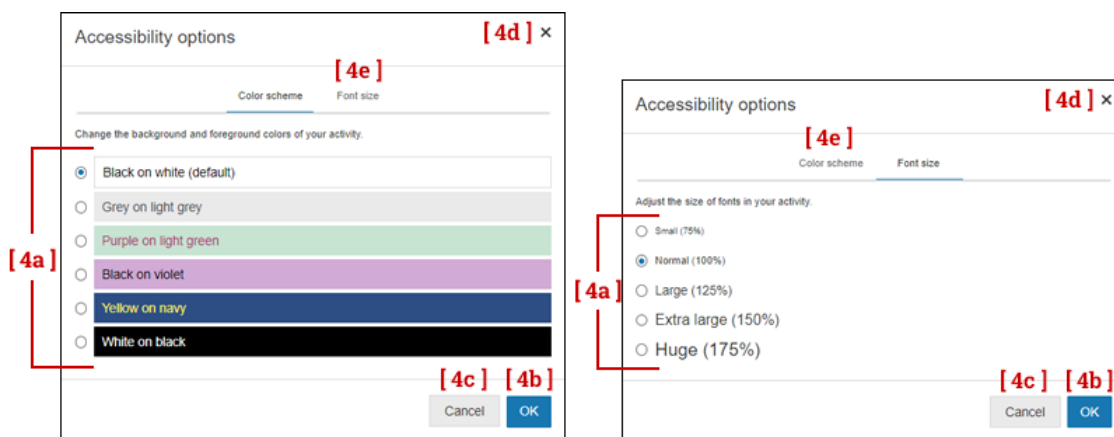 Accessibility options
[ 4d ] ×
[ 4e ]
Color scheme Font size
Change the background and foreground colors of your activity.
Black on white (default)
Grey on light grey
Purple on light green
[ 4a ]
Black on violet
Yellow on navy
White on black
[ 4c ] [ 4b ]
Cancel OK
Accessibility options
[ 4d ] ×
[ 4e ]
Color scheme Font size
Adjust the size of fonts in your activity.
Small (75%)
Normal (100%)
[ 4a ]
Large (125%)
Extra large (150%)
Huge (175%)
[ 4c ] [ 4b ]
Cancel OK